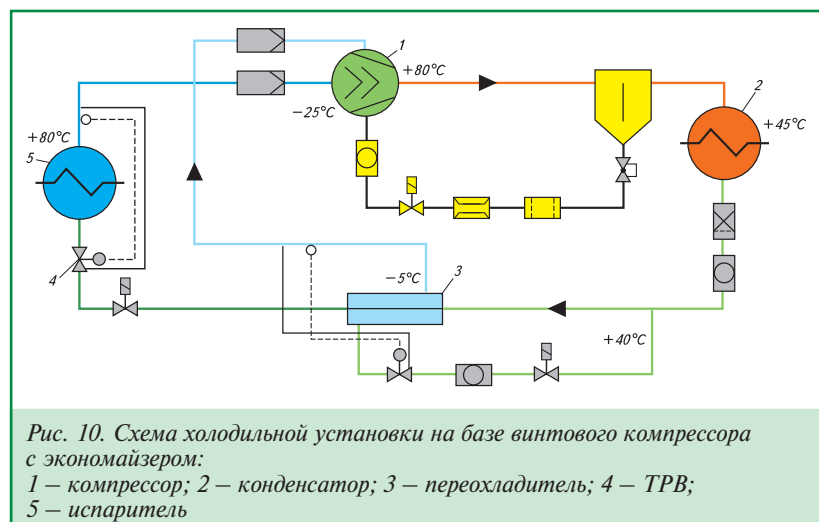 1
+80°C
2
−25°C
+45°C
+80°C
5
4
−5°C
3
+40°C
Рис. 10. Схема холодильной установки на базе винтового компрессора
с экономайзером:
1 — компрессор; 2 — конденсатор; 3 — переохладитель; 4 — ТРВ;
5 — испаритель